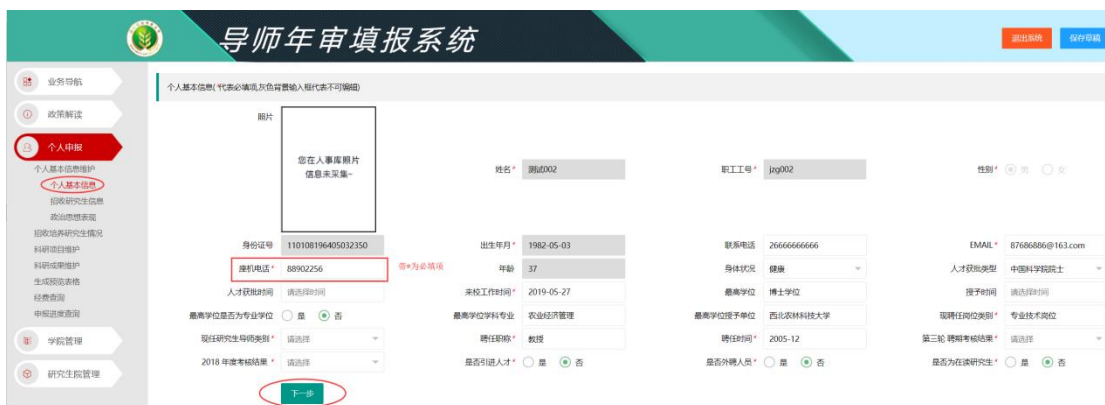 导师年审填报系统
退出系统 保存草稿
业务导航
政策解读
个人申报
个人基本信息维护
个人基本信息
招收研究生信息
政治思想表现
招收培养研究生情况
科研项目维护
科研成果维护
生成预览表格
经费查询
申报进度查询
学院管理
研究生院管理
个人基本信息(*代表必填项,灰色背景输入框代表不可编辑)
照片 您在人事库照片
信息未采集~
姓名* 测试002 职工工号* jzg002 性别* 男 女
身份证号 110108196405032350 出生年月* 1982-05-03 联系电话 26666666666 EMAIL* 87686886@163.com
座机电话* 88902256 带*为必填项 年龄 37 身体状况 健康 人才获批类型 中国科学院院士
人才获批时间 请选择时间 来校工作时间* 2019-05-27 最高学位 博士学位 授予时间 请选择时间
最高学位是否为专业学位 是 否 最高学位学科专业 农业经济管理 最高学位授予单位 西北农林科技大学 现聘任岗位类别* 专业技术岗位
现任研究生导师类别* 请选择 聘任职称* 教授 聘任时间* 2005-12 第三轮 聘期考核结果* 请选择
2018 年度考核结果* 请选择 是否引进人才* 是 否 是否外聘人员* 是 否 是否为在读研究生* 是 否
下一步